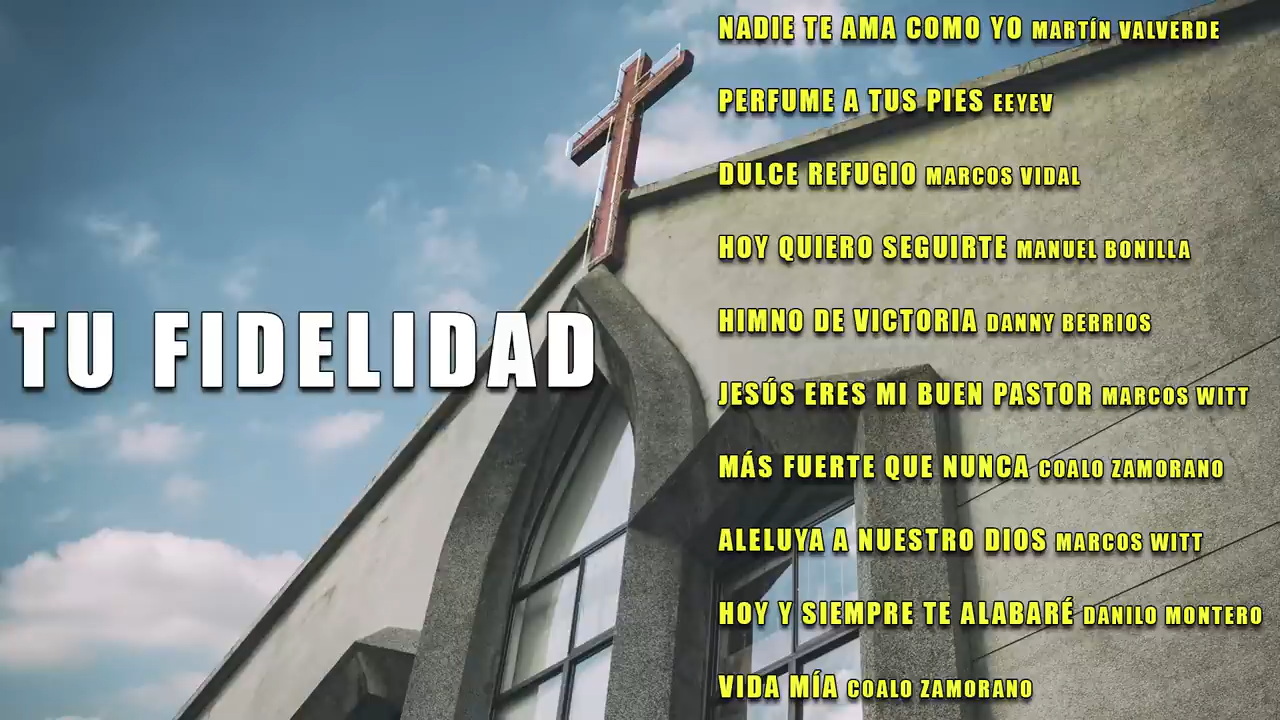 TU FIDELIDAD
NADIE TE AMA COMO YO MARTÍN VALVERDE
PERFUME A TUS PIES EEYEV
DULCE REFUGIO MARCOS VIDAL
HOY QUIERO SEGUIRTE MANUEL BONILLA
HIMNO DE VICTORIA DANNY BERRIOS
JESÚS ERES MI BUEN PASTOR MARCOS WITT
MÁS FUERTE QUE NUNCA COALO ZAMORANO
ALELUYA A NUESTRO DIOS MARCOS WITT
HOY Y SIEMPRE TE ALABARÉ DANILO MONTERO
VIDA MÍA COALO ZAMORANO